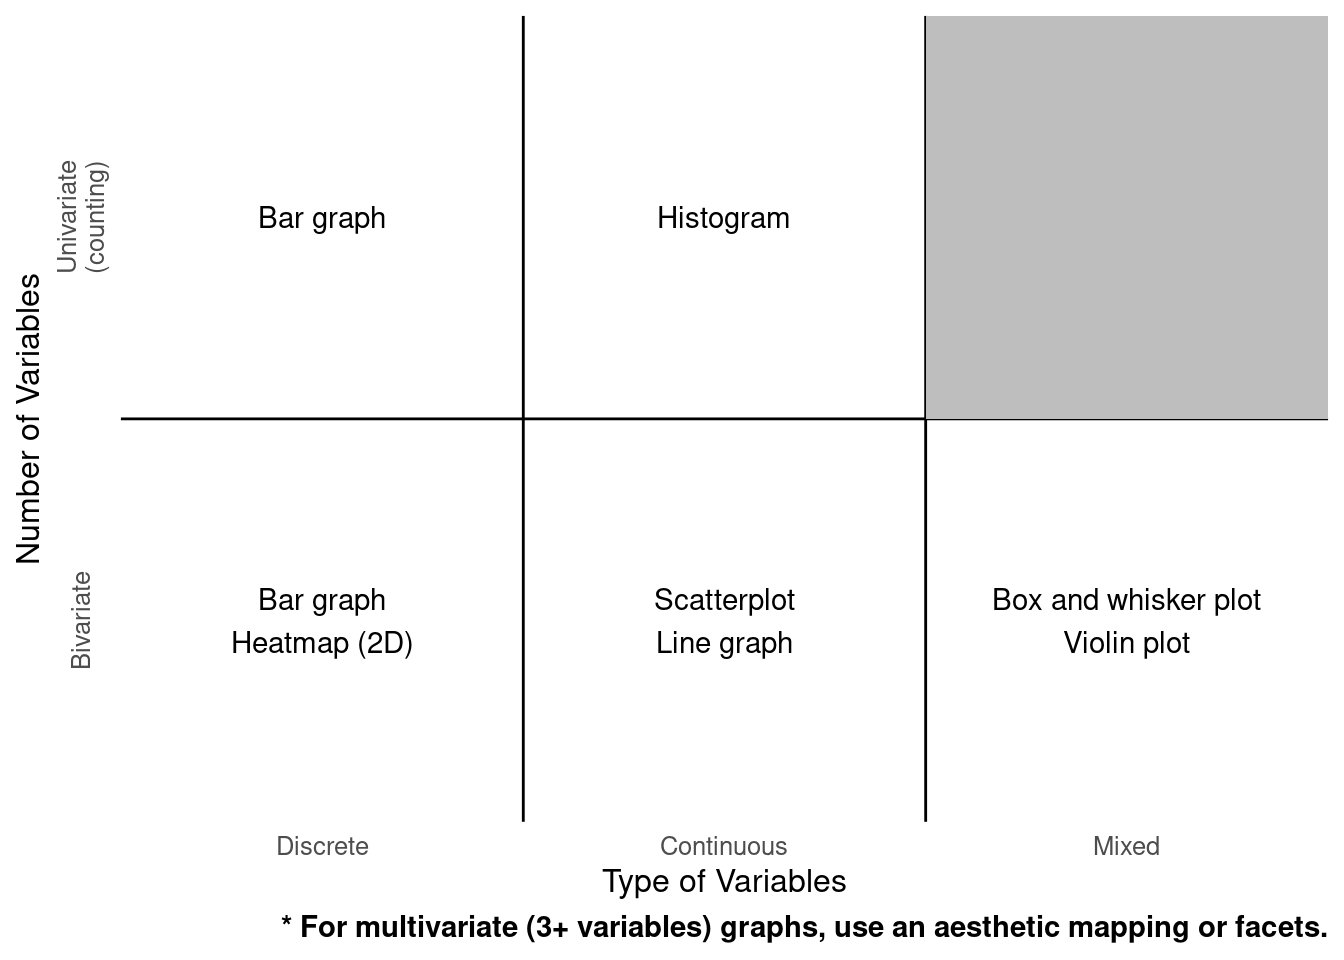 Number of Variables
Univariate
(counting)
Bar graph
Histogram
Bivariate
Bar graph
Heatmap (2D)
Scatterplot
Line graph
Box and whisker plot
Violin plot
Discrete
Continuous
Mixed
Type of Variables
* For multivariate (3+ variables) graphs, use an aesthetic mapping or facets.